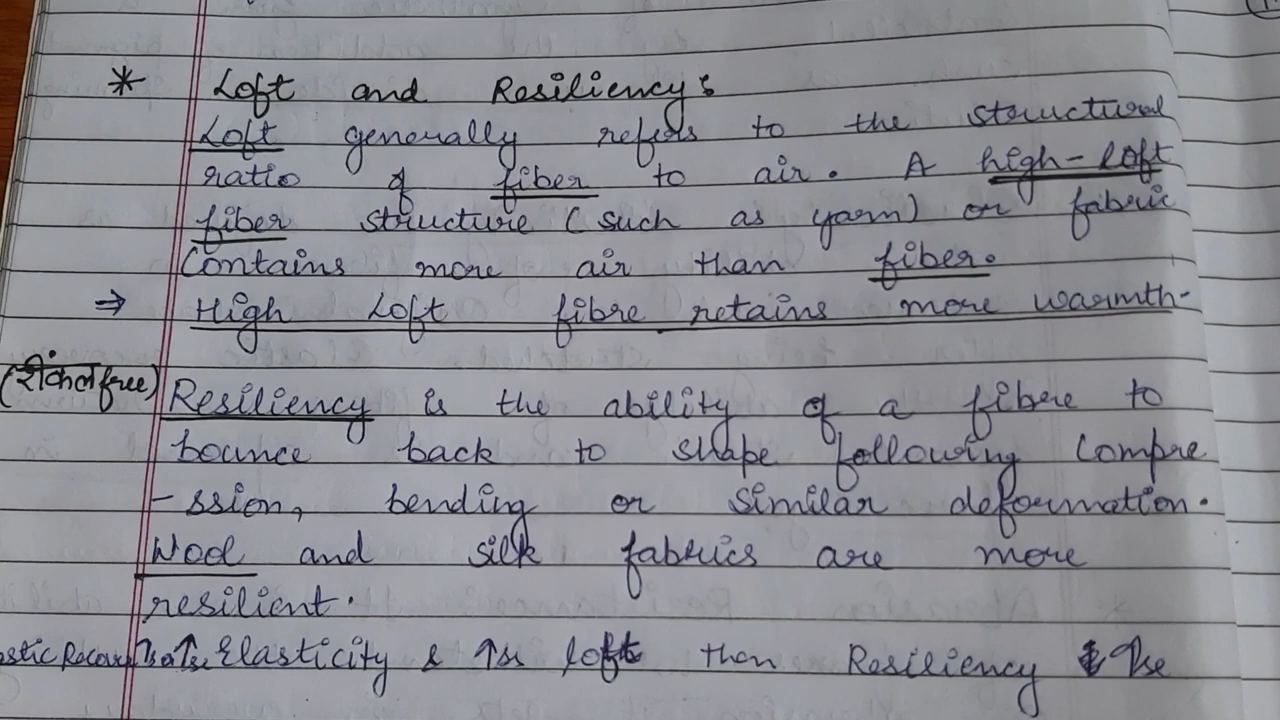 * Loft and Resiliency:
Loft generally refers to the structural
ratio of fiber to air. A high-loft
fiber structure (such as yarn) or fabric
contains more air than fiber.
⇒ High Loft fibre retains more warmth.
Resiliency is the ability of a fibere to
bounce back to shape following compre
-ssion, bending or similar deformation.
Wool and silk fabrics are more
resilient.
Elasticity & ↑se loft then Resiliency ↑se